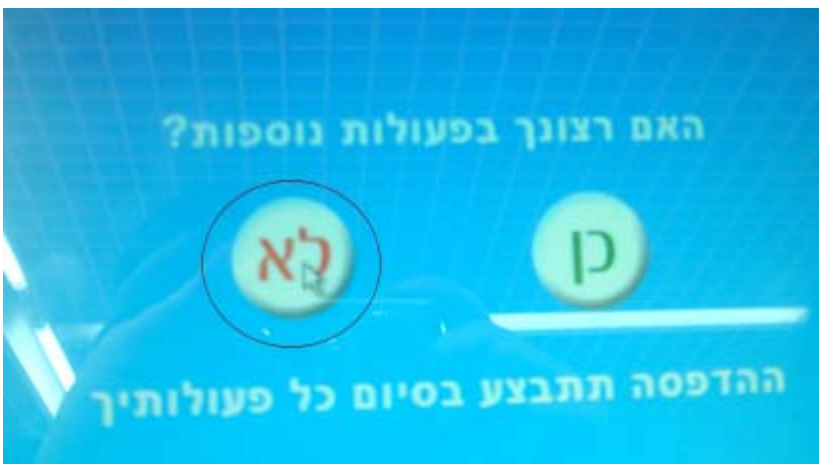 האם רצונך בפעולות נוספות?
כן לא
ההדפסה תתבצע בסיום כל פעולותיך